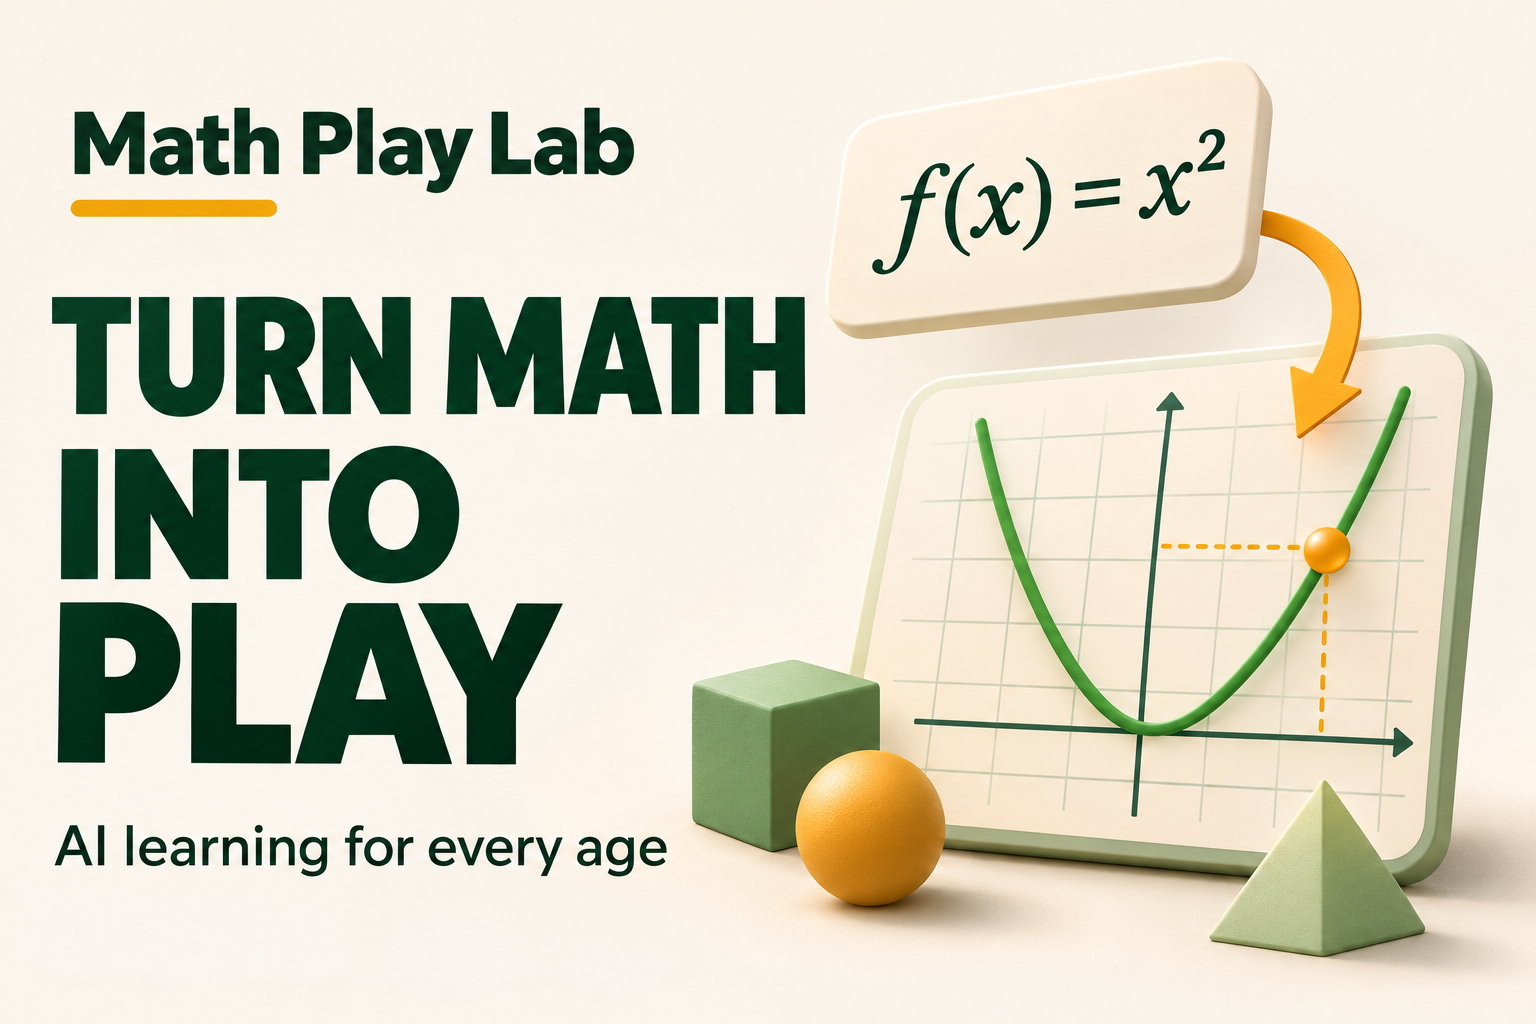 Math Play Lab
TURN MATH
INTO
PLAY
AI learning for every age
f(x) = x²